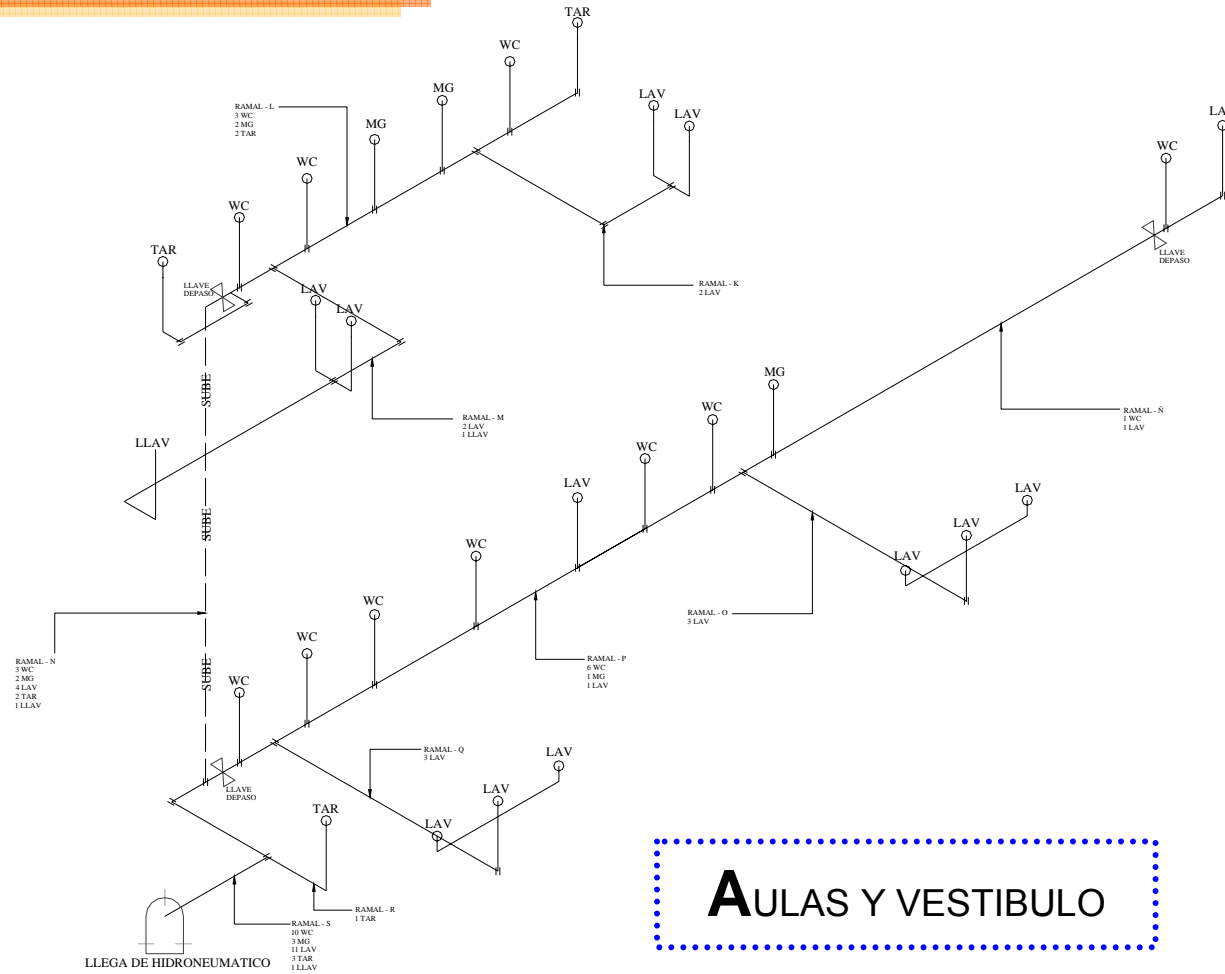 TAR
WC
MG
LAV
LAV
RAMAL - L
3 WC
2 MG
2 TAR
MG
WC
WC
WC
LLAVE
DEPASO
TAR
LLAVE
DEPASO
LAV
LAV
RAMAL - K
2 LAV
SUBE
MG
RAMAL - M
2 LAV
1 LLAV
WC
RAMAL - Ñ
1 WC
1 LAV
LLAV
WC
LAV
LAV
SUBE
LAV
LAV
WC
WC
RAMAL - O
3 LAV
WC
RAMAL - N
3 WC
2 MG
4 LAV
2 TAR
1 LLAV
SUBE
RAMAL - P
6 WC
1 MG
1 LAV
WC
RAMAL - Q
3 LAV
LAV
LLAVE
DEPASO
LAV
TAR
LAV
RAMAL - R
1 TAR
RAMAL - S
10 WC
3 MG
11 LAV
3 TAR
1 LLAV
LLEGA DE HIDRONEUMATICO
AULAS Y VESTIBULO